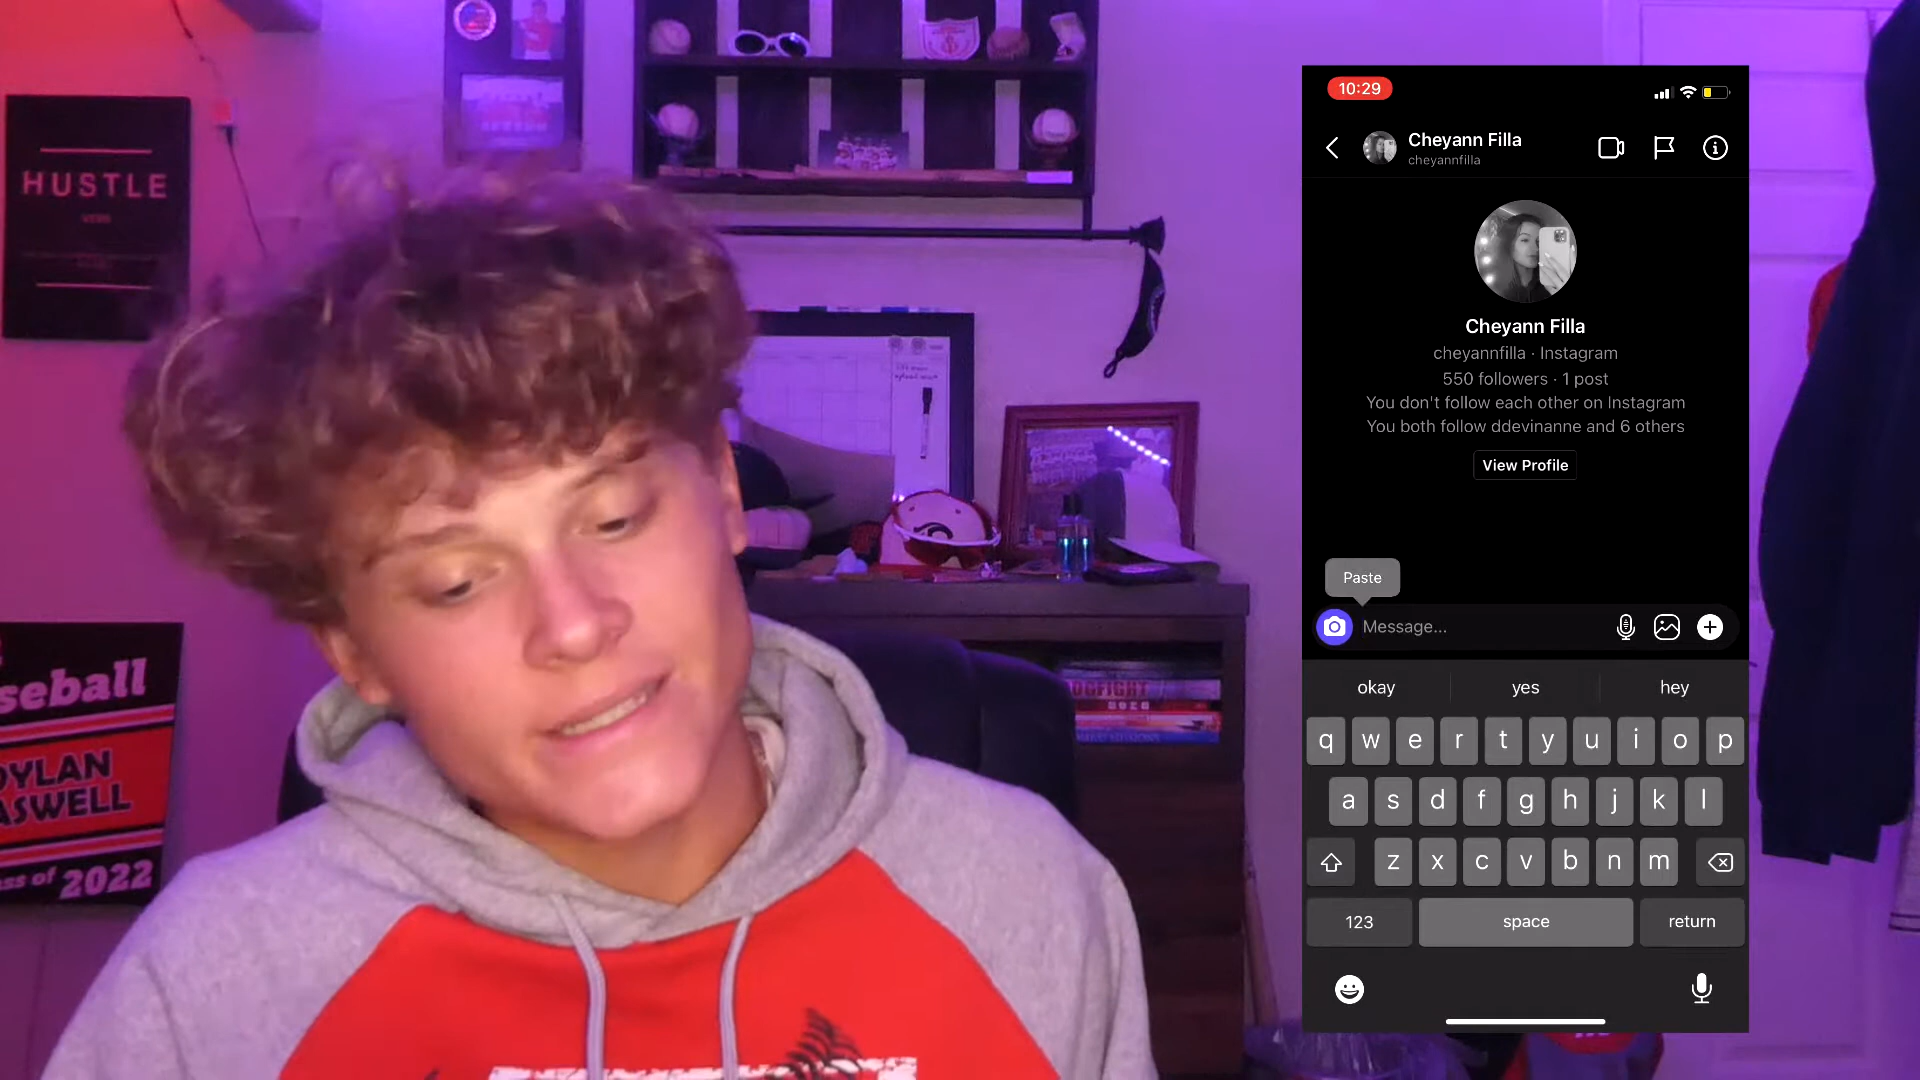 HUSTLE
seball
DYLAN
ASWELL
ss of 2022
DOGFIGHT
10:29
Cheyann Filla
cheyannfilla
Cheyann Filla
cheyannfilla · Instagram
550 followers · 1 post
You don't follow each other on Instagram
You both follow ddevinanne and 6 others
View Profile
Paste
Message...
okay yes hey
q w e r t y u i o p
a s d f g h j k l
z x c v b n m
123 space return